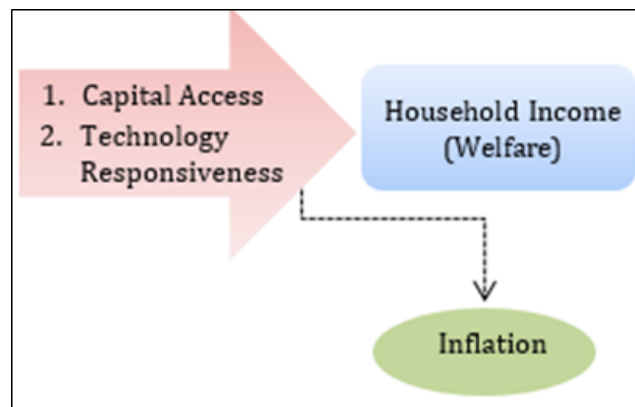 1. Capital Access
2. Technology
Responsiveness
Household Income
(Welfare)
Inflation